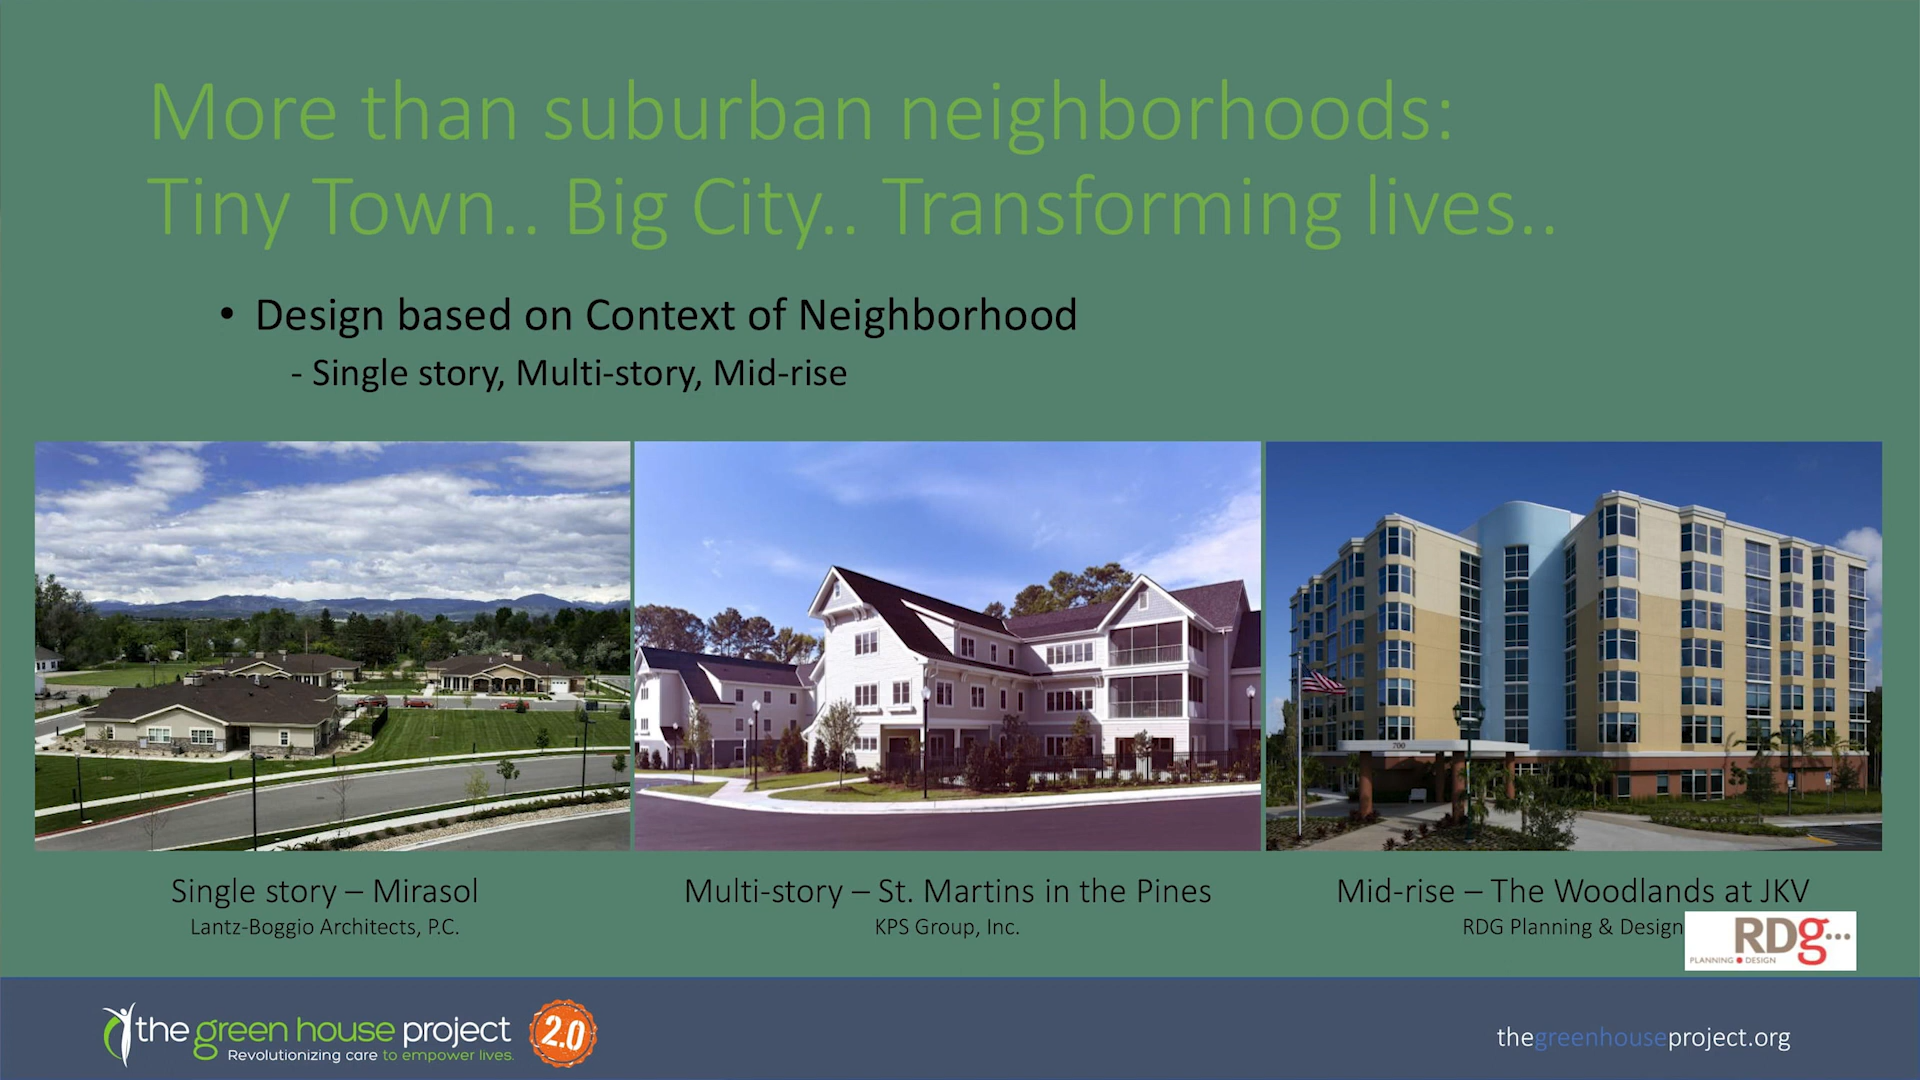 More than suburban neighborhoods:
Tiny Town.. Big City.. Transforming lives..
• Design based on Context of Neighborhood
- Single story, Multi-story, Mid-rise
700
Single story – Mirasol
Lantz-Boggio Architects, P.C.
Multi-story – St. Martins in the Pines
KPS Group, Inc.
Mid-rise – The Woodlands at JKV
RDG Planning & Design
RDg...
PLANNING • DESIGN
the green house project 2.0
Revolutionizing care to empower lives.
thegreenhouseproject.org